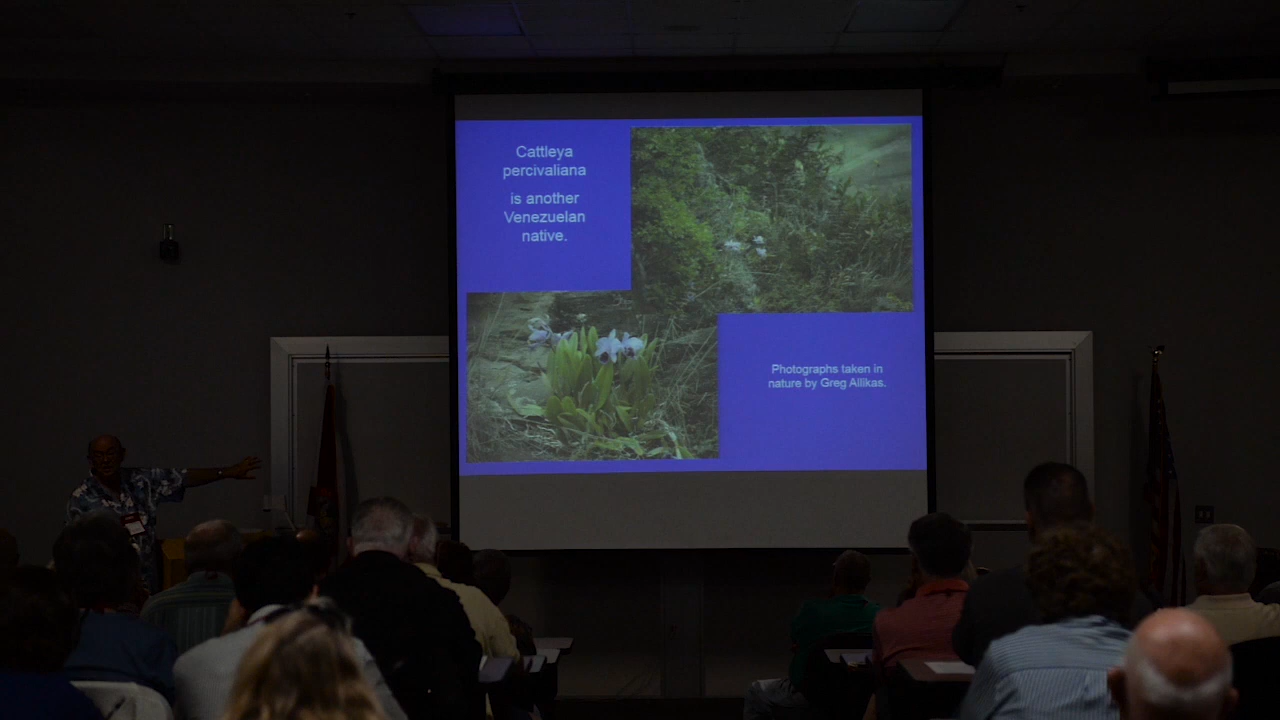 Cattleya
percivaliana
is another
Venezuelan
native.
Photographs taken in
nature by Greg Allikas.